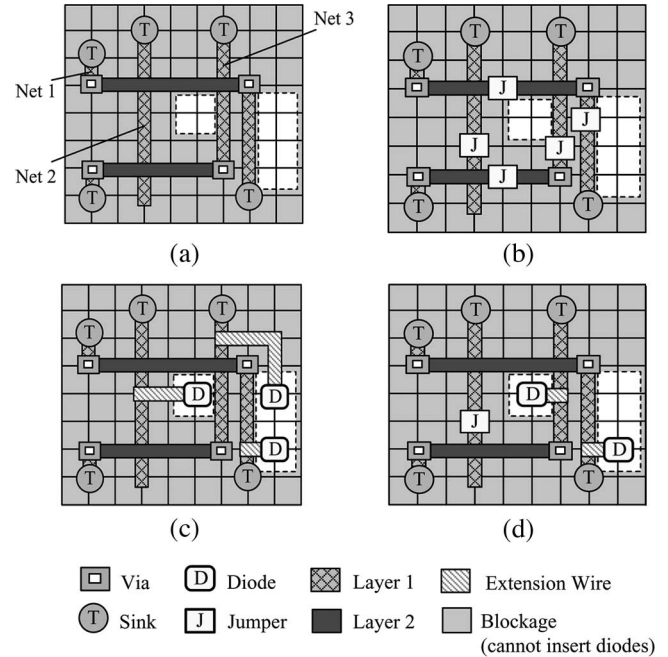 T T T Net 3
T T T
Net 1
J
J
J J
Net 2
J
T T
T T
(a) (b)
T T T T
T T
D D
D
J
D D
T T T T
(c) (d)
Via D Diode Layer 1 Extension Wire
T Sink J Jumper Layer 2 Blockage
(cannot insert diodes)